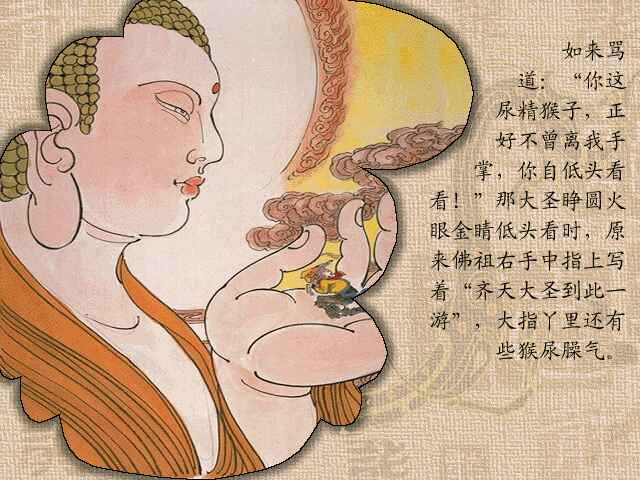 如来骂
道：“你这
尿精猴子，正
好不曾离我手
掌，你自低头看
看！”那大圣睁圆火
眼金睛低头看时，原
来佛祖右手中指上写
着“齐天大圣到此一
游”，大指丫里还有
些猴尿臊气。